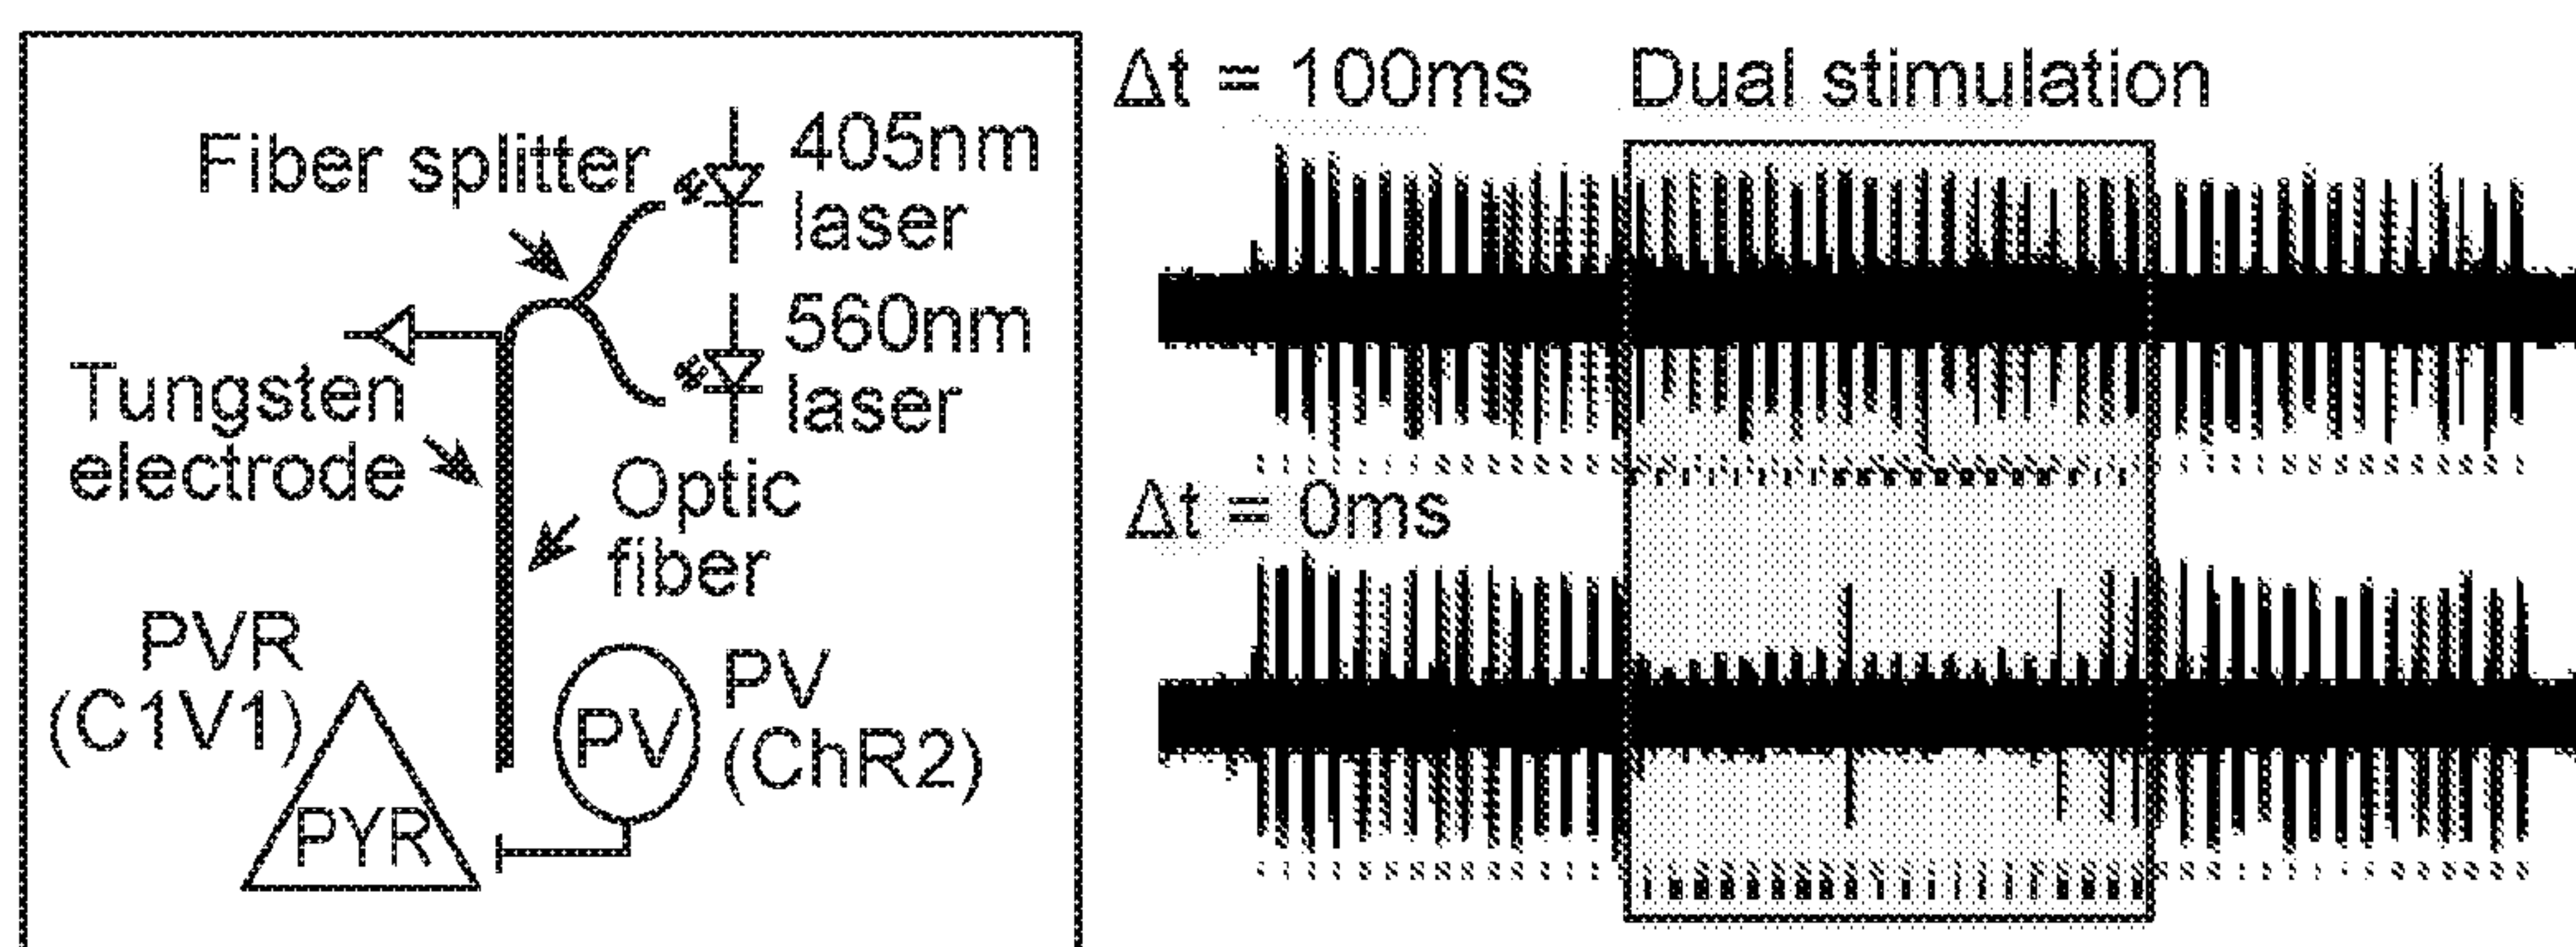 Fiber splitter
405nm
laser
560nm
laser
Tungsten
electrode
Optic
fiber
PVR
(C1V1)
PYR
PV
PV
(ChR2)
Δt = 100ms
Dual stimulation
Δt = 0ms